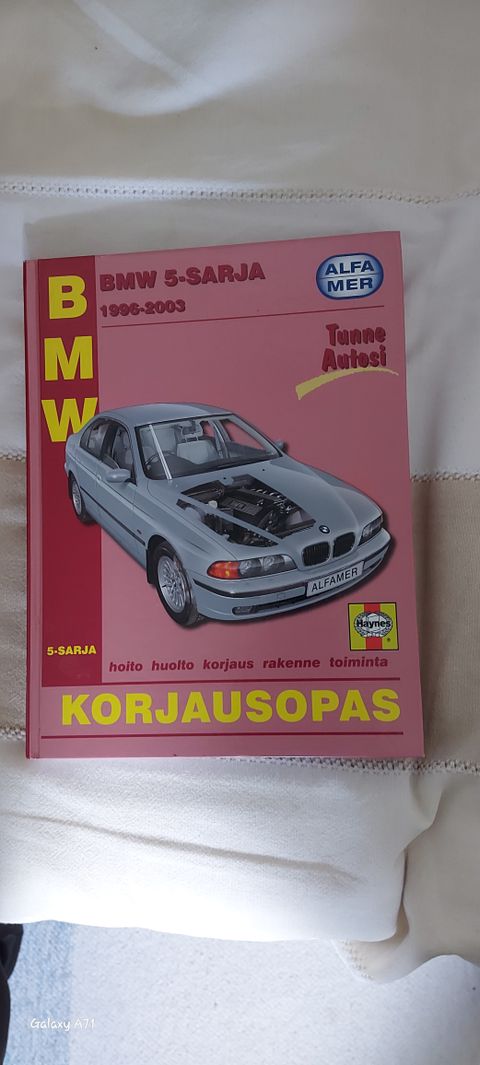 BMW
BMW 5-SARJA
1996-2003
ALFA
MER
Tunne
Autosi
ALFAMER
Haynes
®
5-SARJA
hoito huolto korjaus rakenne toiminta
KORJAUSOPAS
Galaxy A71